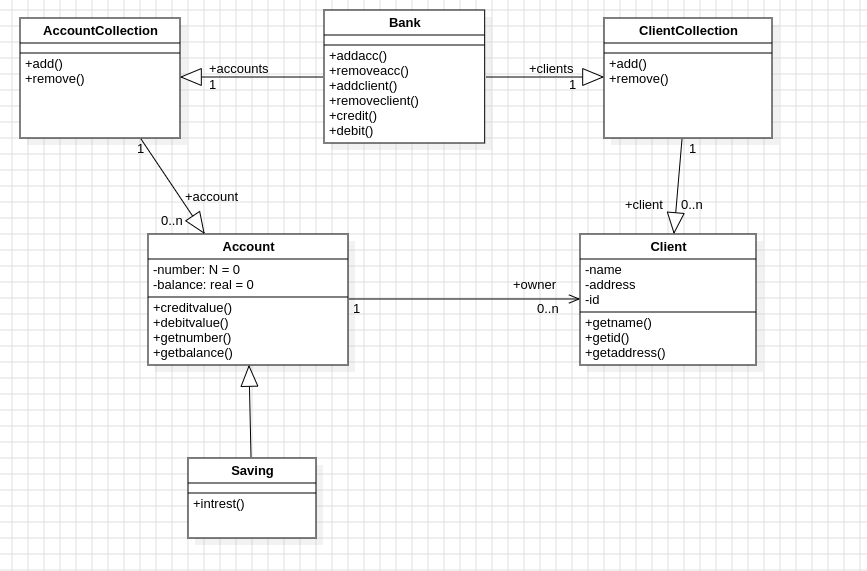 AccountCollection
+add()
+remove()
+accounts
1
Bank
+addacc()
+removeacc()
+addclient()
+removeclient()
+credit()
+debit()
+clients
1
ClientCollection
+add()
+remove()
1
+account
0..n
1
+client
0..n
Account
-number: N = 0
-balance: real = 0
+creditvalue()
+debitvalue()
+getnumber()
+getbalance()
1
+owner
0..n
Client
-name
-address
-id
+getname()
+getid()
+getaddress()
Saving
+intrest()